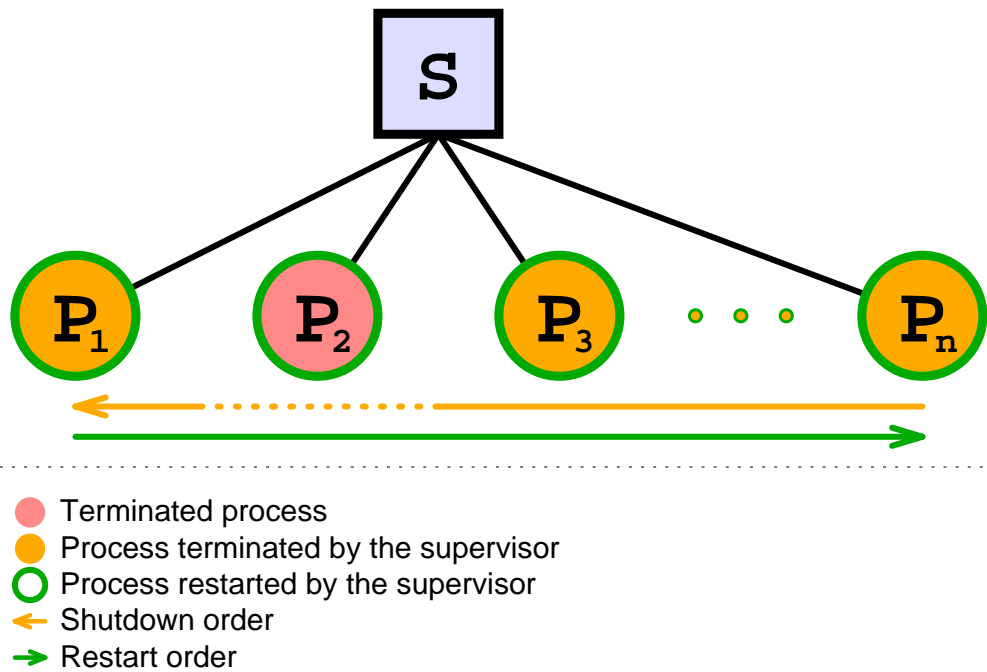 S
P1 P2 P3 Pn
Terminated process
Process terminated by the supervisor
Process restarted by the supervisor
Shutdown order
Restart order